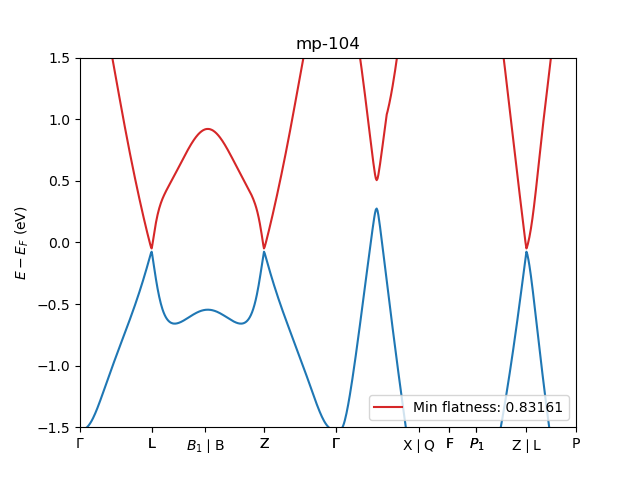 mp-104
1.5
1.0
0.5
0.0
−0.5
−1.0
−1.5
E − E_F (eV)
Min flatness: 0.83161
Γ L B₁ | B Z Γ X | Q F P₁ Z | L P